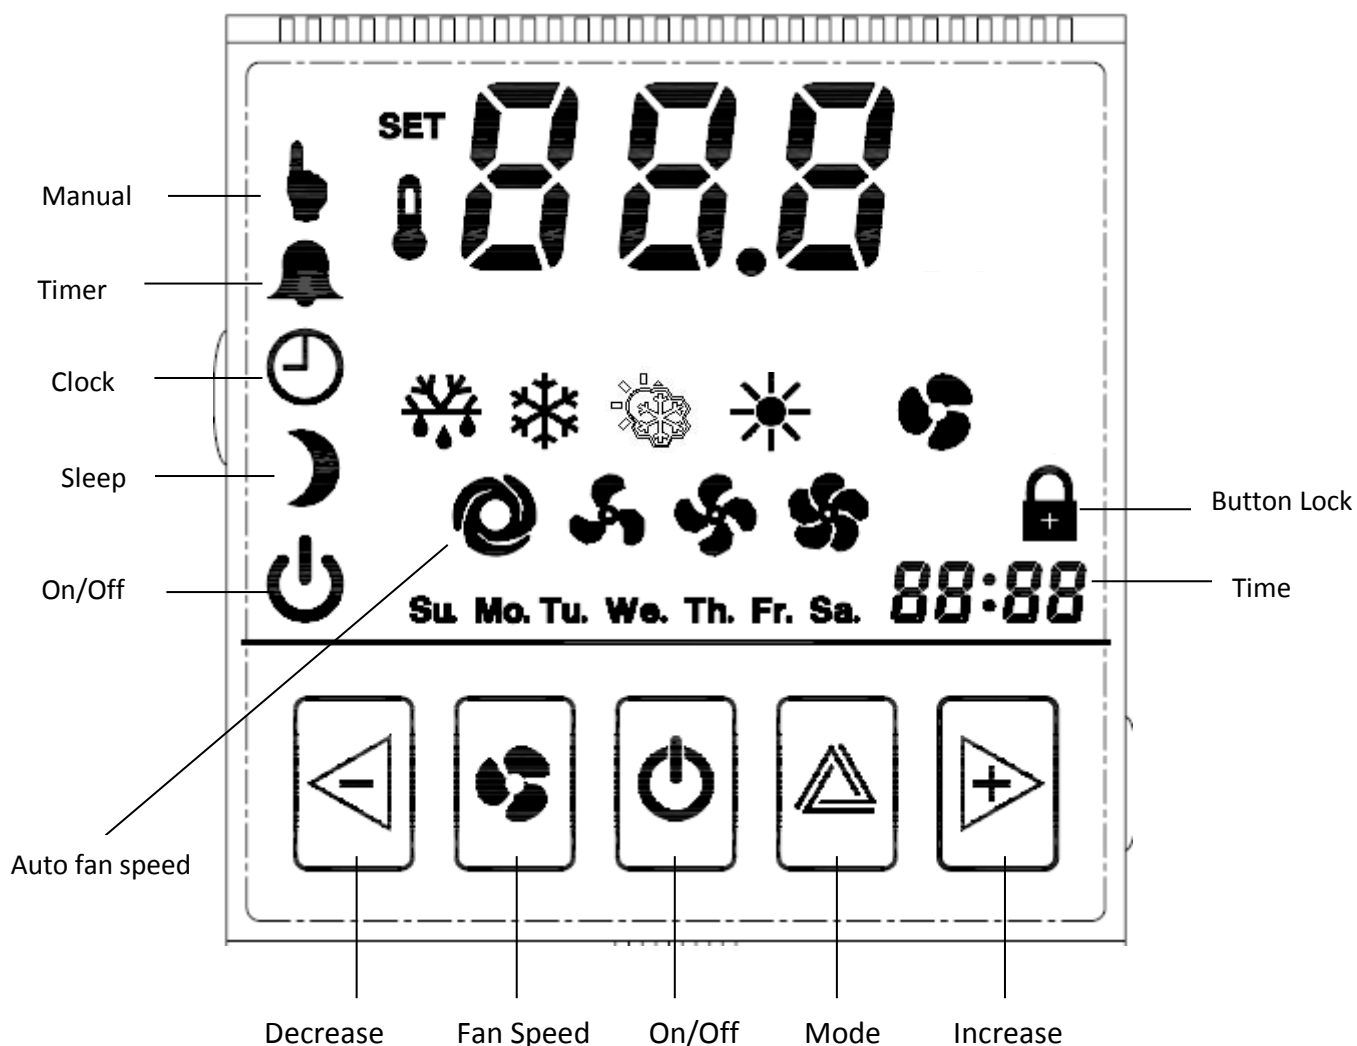 SET
88.8
Manual
Timer
Clock
Sleep
Button Lock
On/Off
Time
88:88
Su. Mo. Tu. We. Th. Fr. Sa.
Auto fan speed
Decrease
Fan Speed
On/Off
Mode
Increase